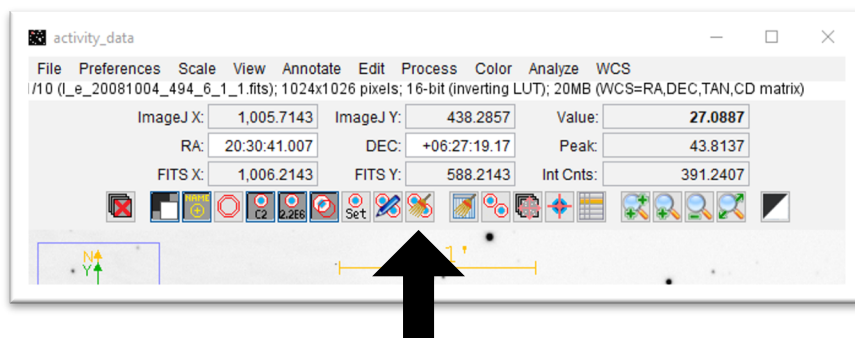 activity_data
File Preferences Scale View Annotate Edit Process Color Analyze WCS
/10 (l_e_20081004_494_6_1_1.fits); 1024x1026 pixels; 16-bit (inverting LUT); 20MB (WCS=RA,DEC,TAN,CD matrix)
ImageJ X: 1,005.7143 ImageJ Y: 438.2857 Value: 27.0887
RA: 20:30:41.007 DEC: +06:27:19.17 Peak: 43.8137
FITS X: 1,006.2143 FITS Y: 588.2143 Int Cnts: 391.2407
NAME C2 2.2E6 Set
N 1'
Y